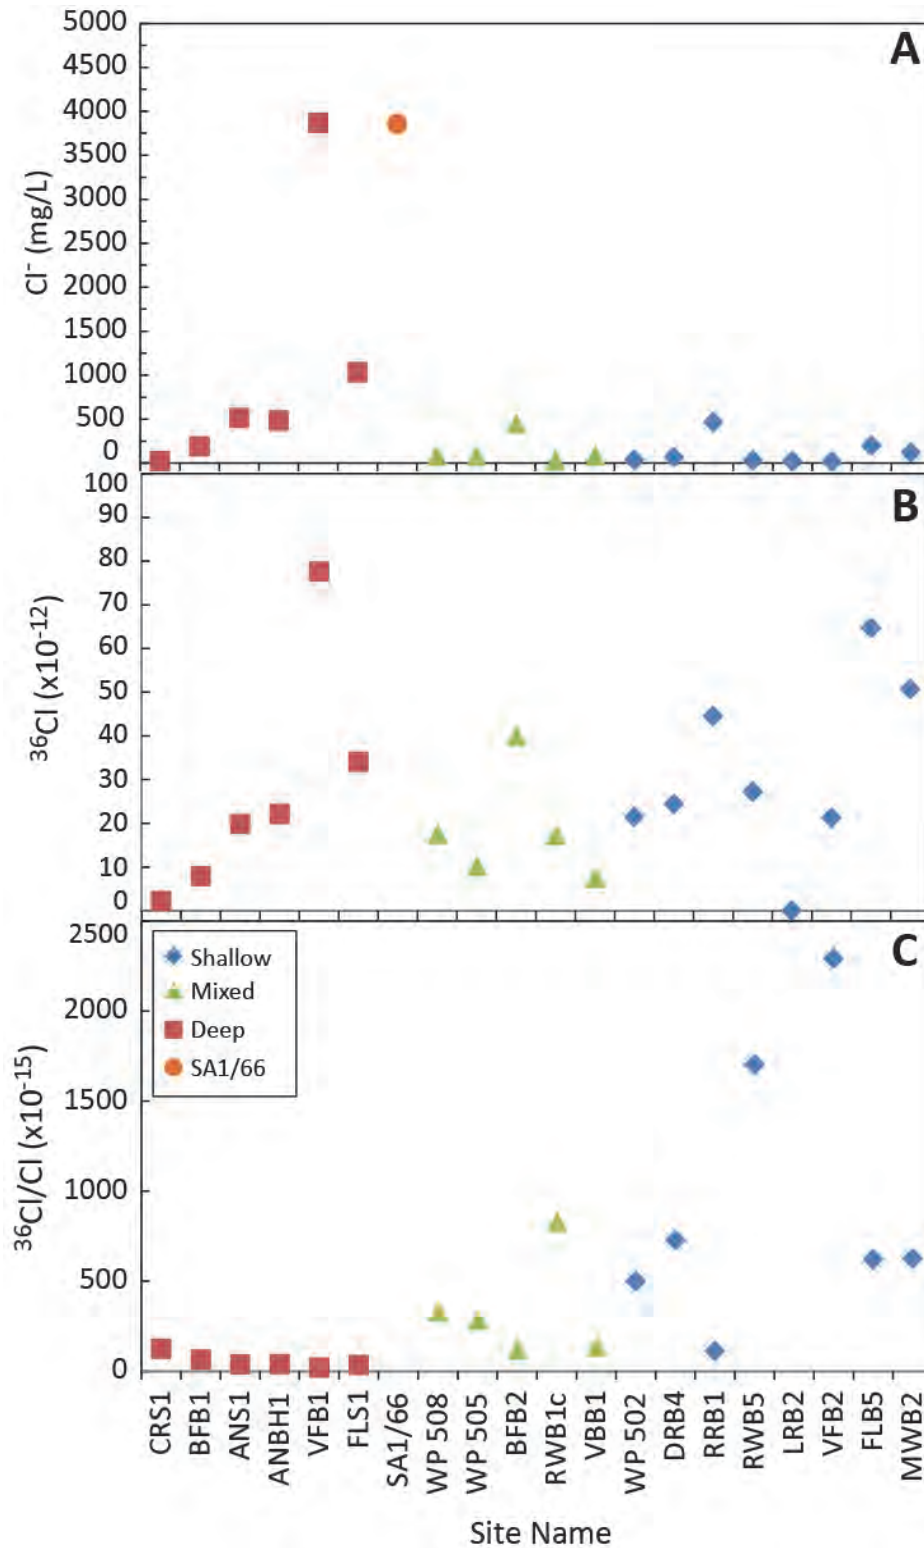 A
5000
4500
4000
3500
3000
2500
2000
1500
1000
500
0
Cl⁻ (mg/L)
B
100
90
80
70
60
50
40
30
20
10
0
³⁶Cl (x10⁻¹²)
C
2500
2000
1500
1000
500
0
³⁶Cl/Cl (x10⁻¹⁵)
Shallow
Mixed
Deep
SA1/66
CRS1
BFB1
ANS1
ANBH1
VFB1
FLS1
SA1/66
WP 508
WP 505
BFB2
RWB1c
VBB1
WP 502
DRB4
RRB1
RWB5
LRB2
VFB2
FLB5
MWB2
Site Name